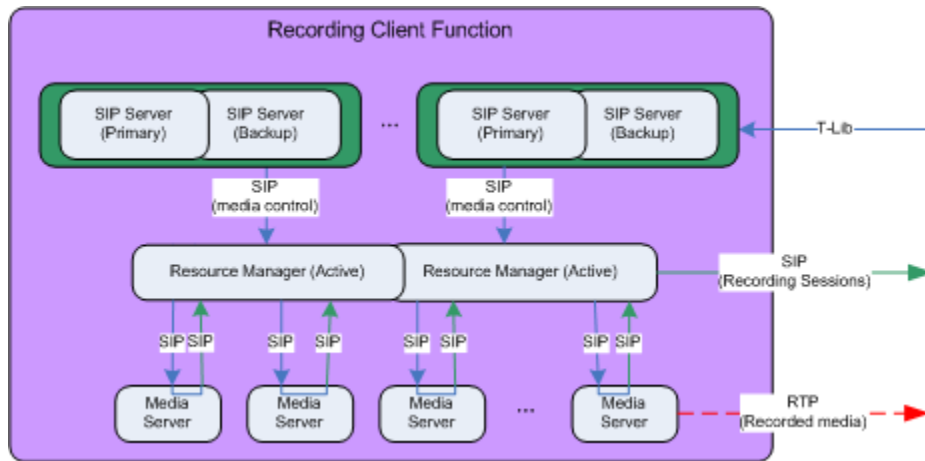 Recording Client Function
SIP Server
(Primary)
SIP Server
(Backup)
...
SIP Server
(Primary)
SIP Server
(Backup)
T-Lib
SIP
(media control)
SIP
(media control)
Resource Manager (Active)
Resource Manager (Active)
SIP
(Recording Sessions)
SIP
SIP
SIP
SIP
SIP
SIP
SIP
SIP
Media
Server
Media
Server
Media
Server
...
Media
Server
RTP
(Recorded media)